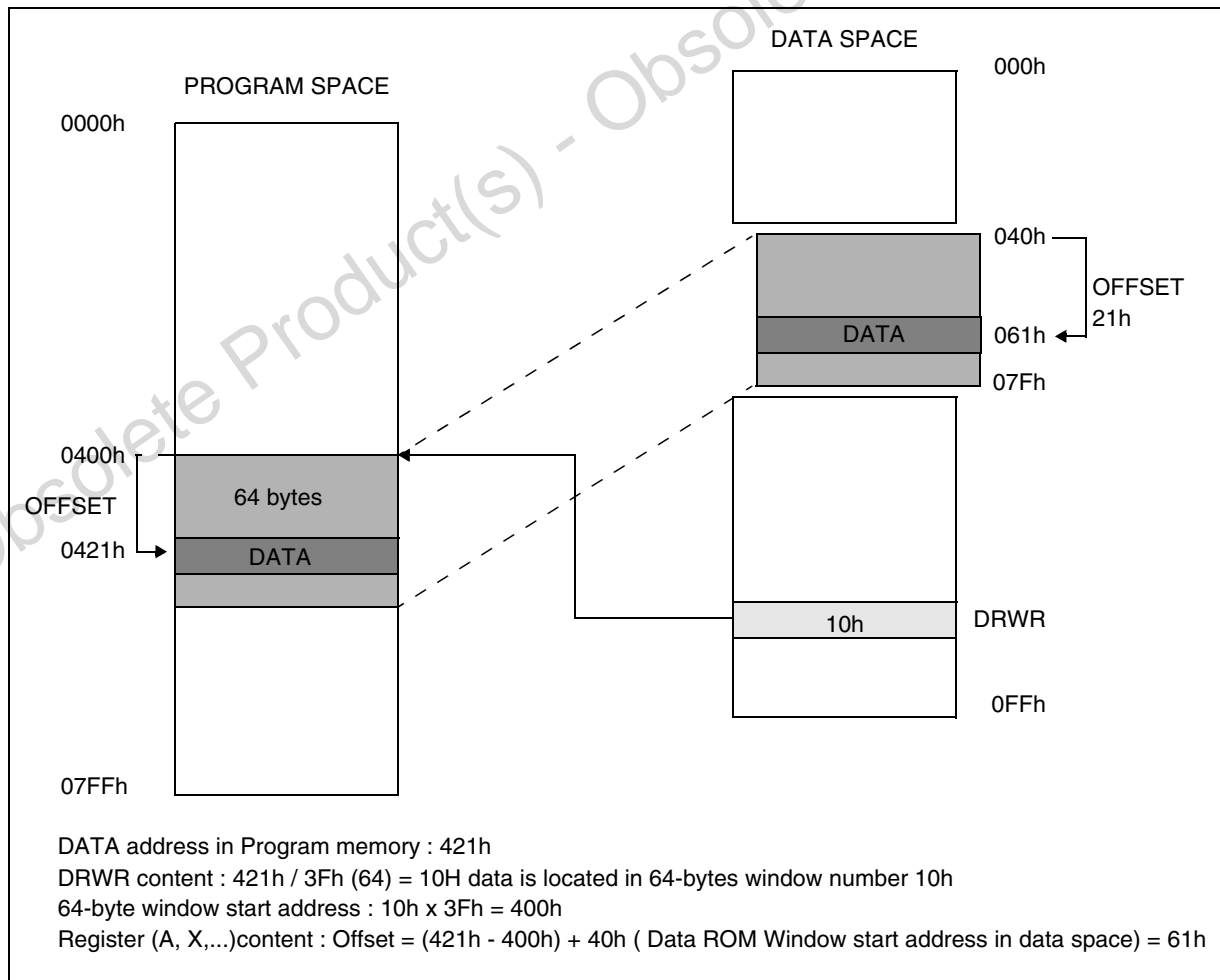 DATA SPACE
000h
PROGRAM SPACE
0000h
040h
OFFSET
21h
DATA
061h
07Fh
0400h
64 bytes
OFFSET
0421h
DATA
10h
DRWR
0FFh
07FFh
DATA address in Program memory : 421h
DRWR content : 421h / 3Fh (64) = 10H data is located in 64-bytes window number 10h
64-byte window start address : 10h x 3Fh = 400h
Register (A, X,...)content : Offset = (421h - 400h) + 40h ( Data ROM Window start address in data space) = 61h
Obsolete Product(s) - Obsole